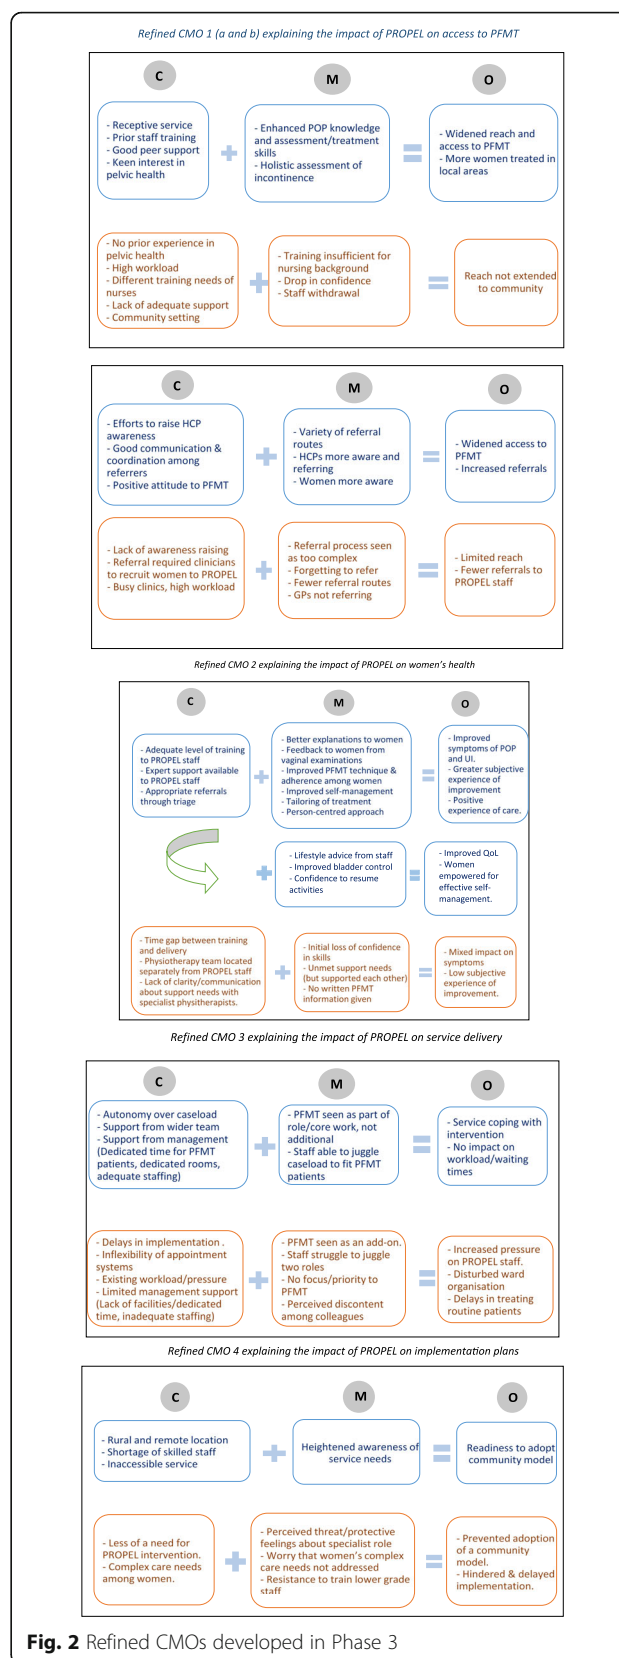 Refined CMO 1 (a and b) explaining the impact of PROPEL on access to PFMT
C
M
O
- Receptive service
- Prior staff training
- Good peer support
- Keen interest in
pelvic health
- Enhanced POP knowledge
and assessment/treatment
skills
- Holistic assessment of
incontinence
- Widened reach and
access to PFMT
- More women treated in
local areas
- No prior experience in
pelvic health
- High workload
- Different training needs of
nurses
- Lack of adequate support
- Community setting
- Training insufficient for
nursing background
- Drop in confidence
- Staff withdrawal
Reach not extended
to community
C
M
O
- Efforts to raise HCP
awareness
- Good communication &
coordination among
referrers
- Positive attitude to PFMT
- Variety of referral
routes
- HCPs more aware and
referring
- Women more aware
- Widened access to
PFMT
- Increased referrals
- Lack of awareness raising
- Referral required clinicians
to recruit women to PROPEL
- Busy clinics, high workload
- Referral process seen
as too complex
- Forgetting to refer
- Fewer referral routes
- GPs not referring
- Limited reach
- Fewer referrals to
PROPEL staff
Refined CMO 2 explaining the impact of PROPEL on women's health
C
M
O
- Adequate level of training
to PROPEL staff
- Expert support available
to PROPEL staff
- Appropriate referrals
through triage
- Better explanations to women
- Feedback to women from
vaginal examinations
- Improved PFMT technique &
adherence among women
- Improved self-management
- Tailoring of treatment
- Person-centred approach
- Improved
symptoms of POP
and UI.
- Greater subjective
experience of
improvement
- Positive
experience of care.
- Lifestyle advice from staff
- Improved bladder control
- Confidence to resume
activities
- Improved QoL
- Women
empowered for
effective self-
management.
- Time gap between training
and delivery
- Physiotherapy team located
separately from PROPEL staff
- Lack of clarity/communication
about support needs with
specialist physitherapists.
- Initial loss of confidence
in skills
- Unmet support needs
(but supported each other)
- No written PFMT
information given
- Mixed impact on
symptoms
- Low subjective
experience of
improvement.
Refined CMO 3 explaining the impact of PROPEL on service delivery
C
M
O
- Autonomy over caseload
- Support from wider team
- Support from management
(Dedicated time for PFMT
patients, dedicated rooms,
adequate staffing)
- PFMT seen as part of
role/core work, not
additional
- Staff able to juggle
caseload to fit PFMT
patients
- Service coping with
intervention
- No impact on
workload/waiting
times
- Delays in implementation .
- Inflexibility of appointment
systems
- Existing workload/pressure
- Limited management support
(Lack of facilities/dedicated
time, inadequate staffing)
- PFMT seen as an add-on.
- Staff struggle to juggle
two roles
- No focus/priority to
PFMT
- Perceived discontent
among colleagues
- Increased pressure
on PROPEL staff.
- Disturbed ward
organisation
- Delays in treating
routine patients
Refined CMO 4 explaining the impact of PROPEL on implementation plans
C
M
O
- Rural and remote location
- Shortage of skilled staff
- Inaccessible service
Heightened awareness of
service needs
Readiness to adopt
community model
- Less of a need for
PROPEL intervention.
- Complex care needs
among women.
- Perceived threat/protective
feelings about specialist role
- Worry that women's complex
care needs not addressed
- Resistance to train lower grade
staff
- Prevented adoption
of a community
model.
- Hindered & delayed
implementation.
Fig. 2 Refined CMOs developed in Phase 3